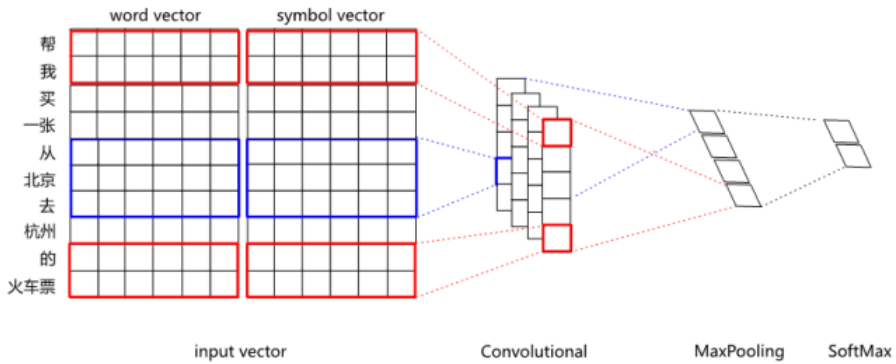 word vector symbol vector
帮
我
买
一张
从
北京
去
杭州
的
火车票
input vector Convolutional MaxPooling SoftMax